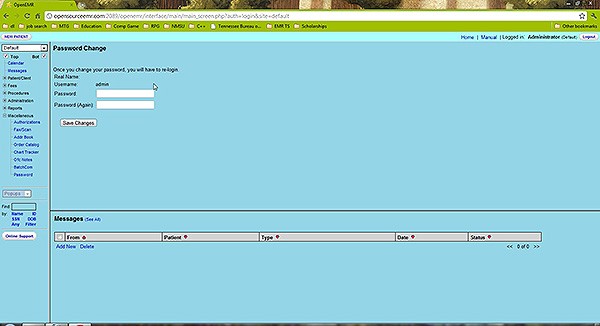 OpenEMR
opensourceemr.com:2089/openemr/interface/main/main_screen.php?auth=login&site=default
dl job search MTG Education Comp Game RPG NMSU C++ Tennessee Bureau o... EMR TS Scholarships Other bookmarks
NEW PATIENT Home | Manual | Logged in: Administrator (Default) Logout
Default
Top Bot
Calendar
Messages
Patient/Client
Fees
Procedures
Administration
Reports
Miscellaneous
Authorizations
Fax/Scan
Addr Book
Order Catalog
Chart Tracker
Ofc Notes
BatchCom
Password
Popups
Find:
by: Name ID
SSN DOB
Any Filter
Online Support
Password Change
Once you change your password, you will have to re-login.
Real Name:
Username: admin
Password
Password (Again)
Save Changes
Messages (See All)
From Patient Type Date Status
Add New Delete << 0 of 0 >>